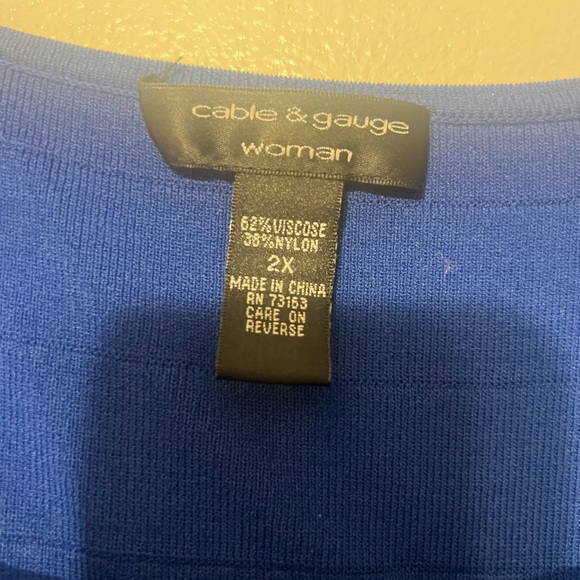 cable & gauge
woman
62% VISCOSE
38% NYLON
2X
MADE IN CHINA
RN 73163
CARE ON
REVERSE